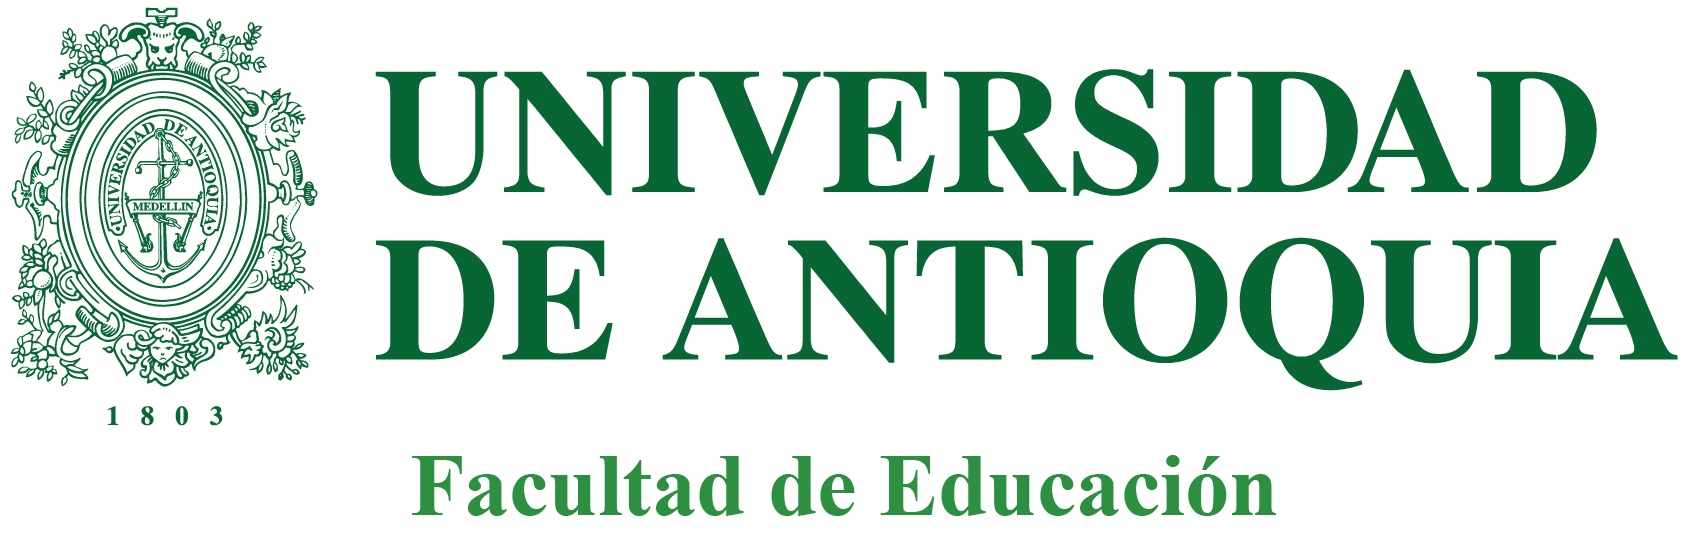 UNIVERSIDAD DE ANTIOQUIA
MEDELLIN
1803
UNIVERSIDAD
DE ANTIOQUIA
Facultad de Educación